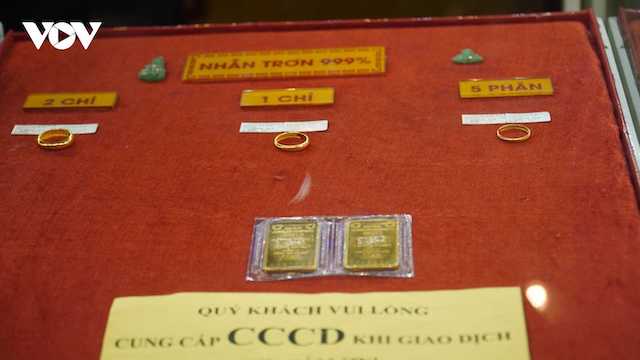 VOV
NHẪN TRƠN 999%
2 CHỈ
1 CHỈ
5 PHÂN
QUÝ KHÁCH VUI LÒNG
CUNG CẤP CCCD KHI GIAO DỊCH